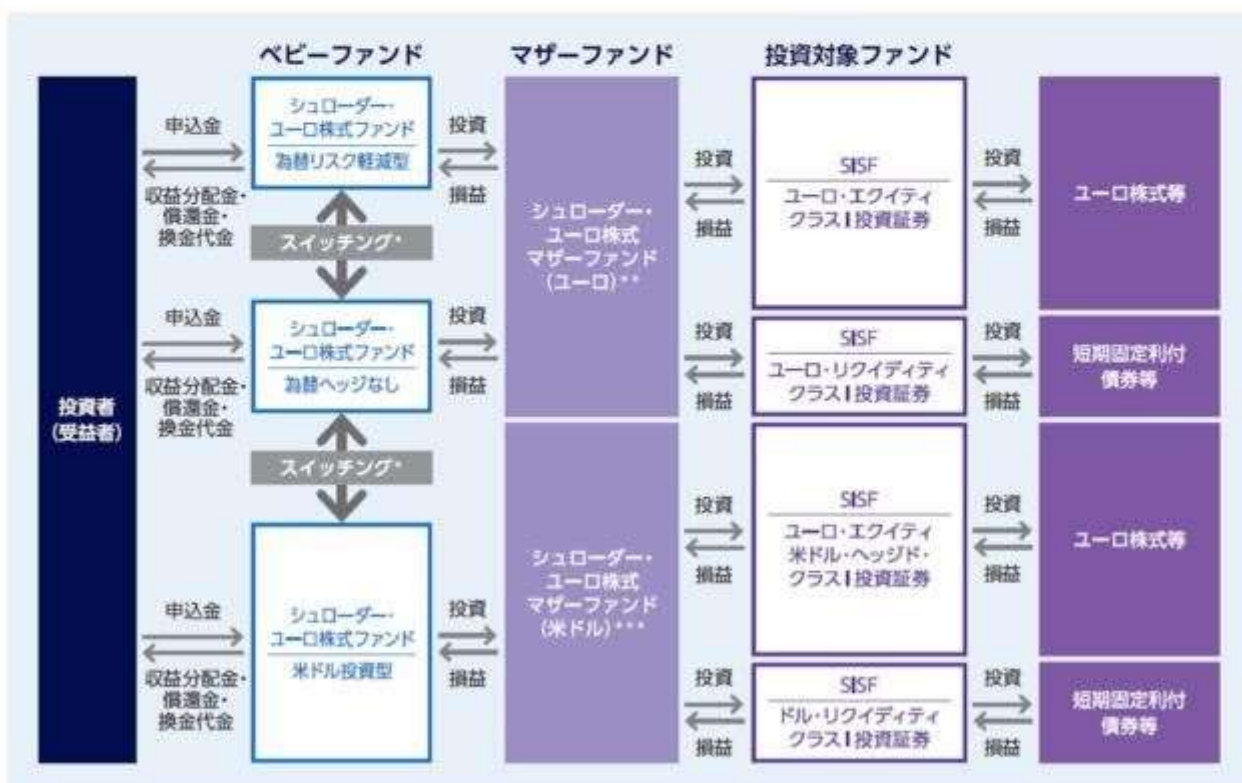 ベビーファンド
マザーファンド
投資対象ファンド
投資者
(受益者)
申込金
収益分配金・
償還金・
換金代金
シュローダー・
ユーロ株式ファンド
為替リスク軽減型
投資
損益
スイッチング*
申込金
収益分配金・
償還金・
換金代金
シュローダー・
ユーロ株式ファンド
為替ヘッジなし
投資
損益
スイッチング*
申込金
収益分配金・
償還金・
換金代金
シュローダー・
ユーロ株式ファンド
米ドル投資型
投資
損益
シュローダー・
ユーロ株式
マザーファンド
(ユーロ)**
シュローダー・
ユーロ株式
マザーファンド
(米ドル)***
投資
損益
SISF
ユーロ・エクイティ
クラスI投資証券
投資
損益
ユーロ株式等
投資
損益
SISF
ユーロ・リクイディティ
クラスI投資証券
投資
損益
短期固定利付
債券等
投資
損益
SISF
ユーロ・エクイティ
米ドル・ヘッジド・
クラスI投資証券
投資
損益
ユーロ株式等
投資
損益
SISF
ドル・リクイディティ
クラスI投資証券
投資
損益
短期固定利付
債券等